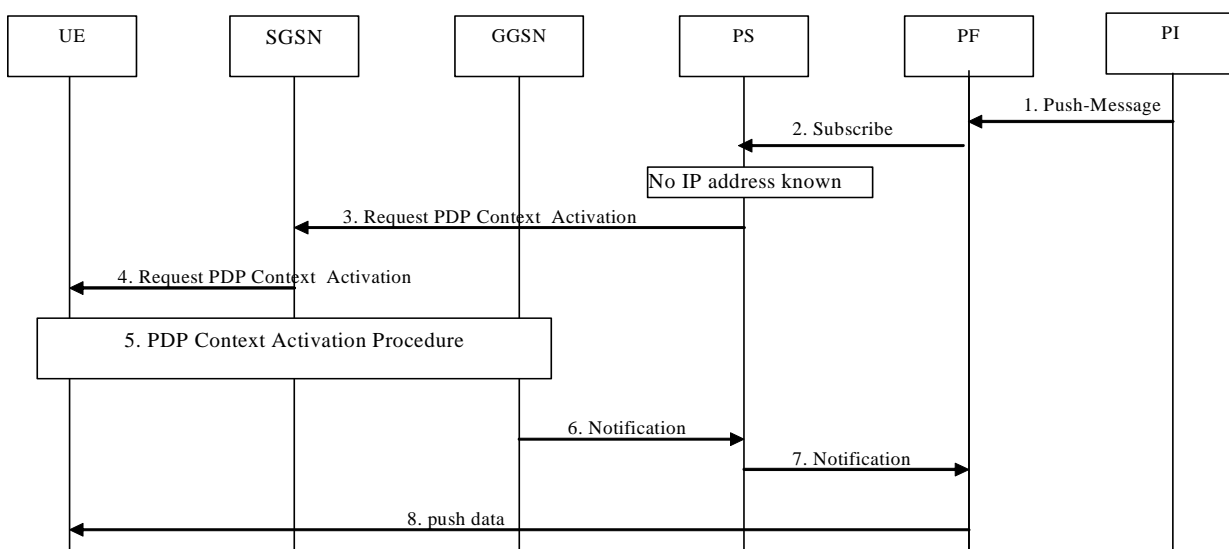 UE
SGSN
GGSN
PS
PF
PI
1. Push-Message
2. Subscribe
No IP address known
3. Request PDP Context Activation
4. Request PDP Context Activation
5. PDP Context Activation Procedure
6. Notification
7. Notification
8. push data